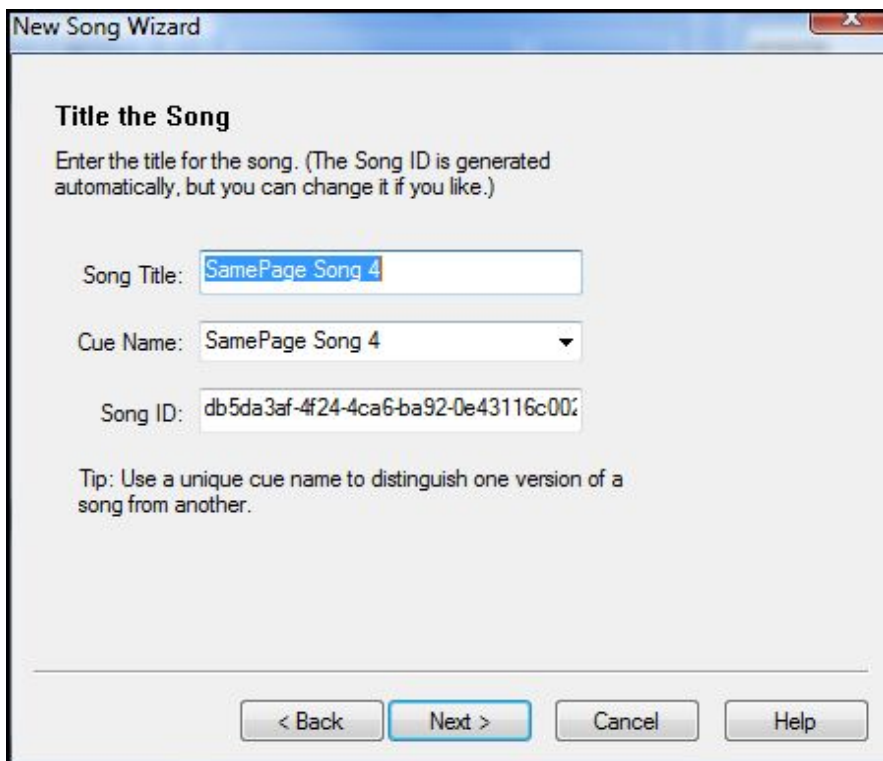 New Song Wizard
X
Title the Song
Enter the title for the song. (The Song ID is generated
automatically, but you can change it if you like.)
Song Title: SamePage Song 4
Cue Name: SamePage Song 4
Song ID: db5da3af-4f24-4ca6-ba92-0e43116c002
Tip: Use a unique cue name to distinguish one version of a
song from another.
< Back Next > Cancel Help